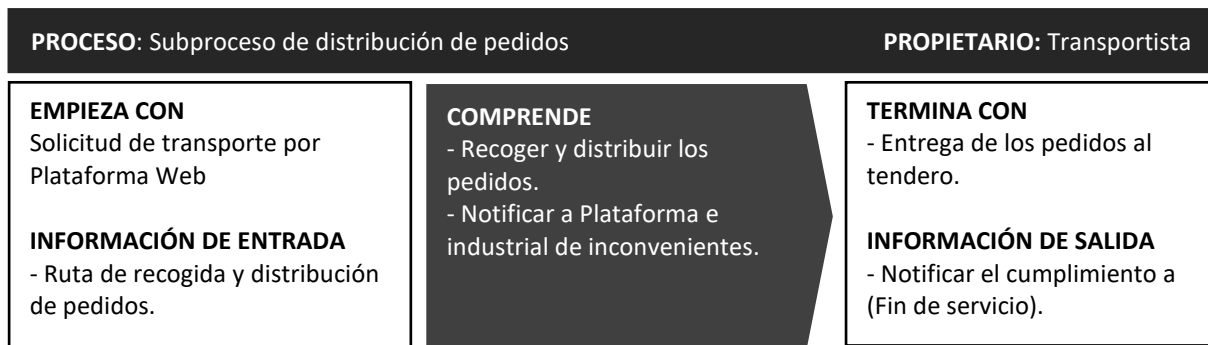 PROCESO: Subproceso de distribución de pedidos PROPIETARIO: Transportista
EMPIEZA CON
Solicitud de transporte por
Plataforma Web
INFORMACIÓN DE ENTRADA
- Ruta de recogida y distribución
de pedidos.
COMPRENDE
- Recoger y distribuir los
pedidos.
- Notificar a Plataforma e
industrial de inconvenientes.
TERMINA CON
- Entrega de los pedidos al
tendero.
INFORMACIÓN DE SALIDA
- Notificar el cumplimiento a
(Fin de servicio).